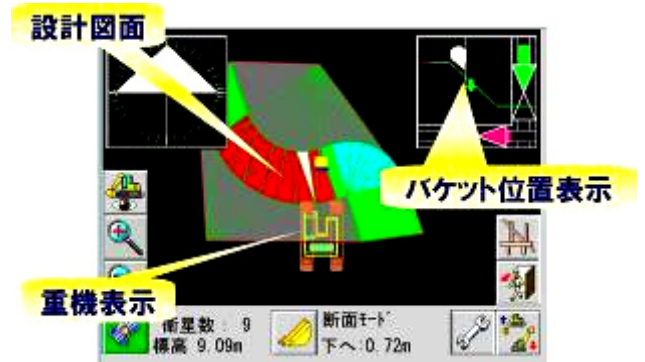 設計図面
バケット位置表示
重機表示
衛星数: 9
標高 9.09m
断面モード
下へ:0.72m